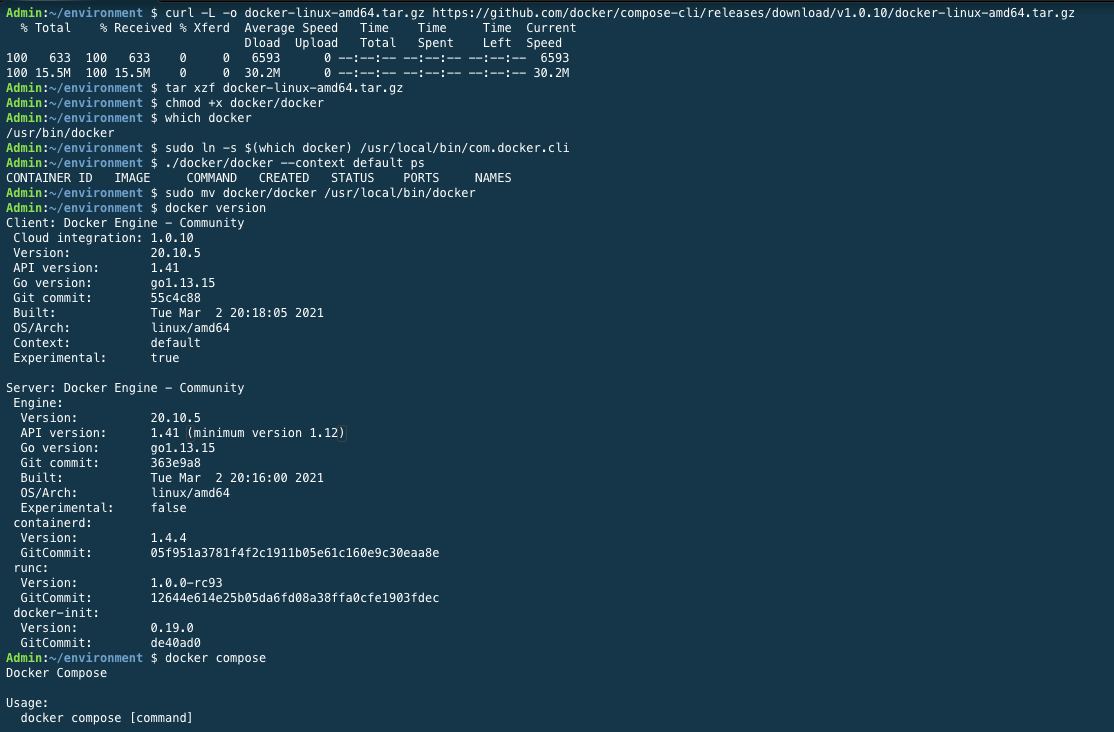 Admin:~/environment $ curl -L -o docker-linux-amd64.tar.gz https://github.com/docker/compose-cli/releases/download/v1.0.10/docker-linux-amd64.tar.gz
  % Total    % Received % Xferd  Average Speed   Time    Time     Time  Current
                                 Dload  Upload   Total   Spent    Left  Speed
100   633  100   633    0     0   6593      0 --:--:-- --:--:-- --:--:--  6593
100 15.5M  100 15.5M    0     0  30.2M      0 --:--:-- --:--:-- --:--:-- 30.2M
Admin:~/environment $ tar xzf docker-linux-amd64.tar.gz
Admin:~/environment $ chmod +x docker/docker
Admin:~/environment $ which docker
/usr/bin/docker
Admin:~/environment $ sudo ln -s $(which docker) /usr/local/bin/com.docker.cli
Admin:~/environment $ ./docker/docker --context default ps
CONTAINER ID   IMAGE     COMMAND   CREATED   STATUS    PORTS     NAMES
Admin:~/environment $ sudo mv docker/docker /usr/local/bin/docker
Admin:~/environment $ docker version
Client: Docker Engine - Community
 Cloud integration: 1.0.10
 Version:           20.10.5
 API version:       1.41
 Go version:        go1.13.15
 Git commit:        55c4c88
 Built:             Tue Mar  2 20:18:05 2021
 OS/Arch:           linux/amd64
 Context:           default
 Experimental:      true

Server: Docker Engine - Community
 Engine:
  Version:          20.10.5
  API version:      1.41 (minimum version 1.12)
  Go version:       go1.13.15
  Git commit:       363e9a8
  Built:            Tue Mar  2 20:16:00 2021
  OS/Arch:          linux/amd64
  Experimental:     false
 containerd:
  Version:          1.4.4
  GitCommit:        05f951a3781f4f2c1911b05e61c160e9c30eaa8e
 runc:
  Version:          1.0.0-rc93
  GitCommit:        12644e614e25b05da6fd08a38ffa0cfe1903fdec
 docker-init:
  Version:          0.19.0
  GitCommit:        de40ad0
Admin:~/environment $ docker compose
Docker Compose

Usage:
  docker compose [command]